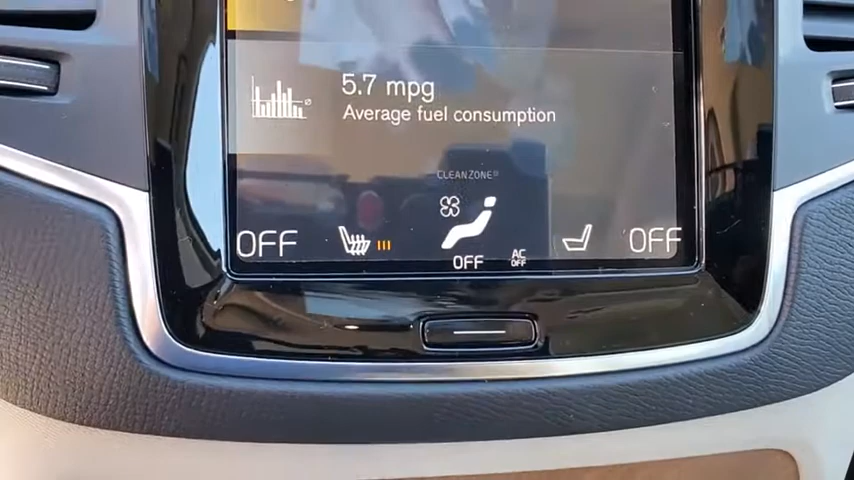 5.7 mpg
Average fuel consumption
CLEANZONE
OFF
OFF
AC
OFF
OFF